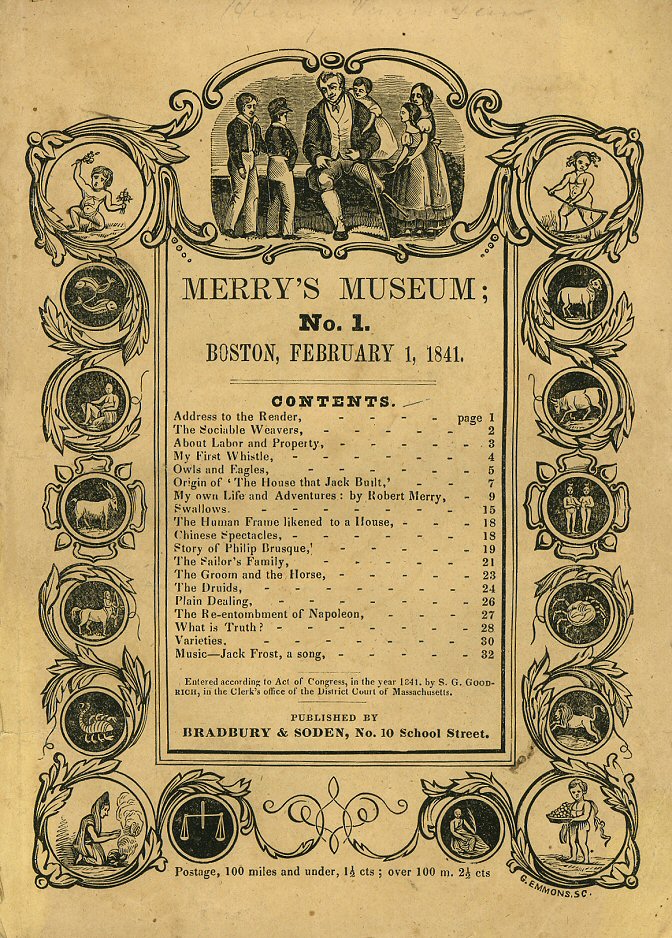 MERRY'S MUSEUM;
No. 1.
BOSTON, FEBRUARY 1, 1841.
CONTENTS.
Address to the Reader, - - - - - page 1
The Sociable Weavers, - - - - - - 2
About Labor and Property, - - - - - - 3
My First Whistle, - - - - - - - 4
Owls and Eagles, - - - - - - - 5
Origin of 'The House that Jack Built,' - - - 7
My own Life and Adventures: by Robert Merry, - 9
Swallows. - - - - - - - - 15
The Human Frame likened to a House, - - - 18
Chinese Spectacles, - - - - - - - 18
Story of Philip Brusque,' - - - - - - 19
The Sailor's Family, - - - - - - 21
The Groom and the Horse, - - - - - 23
The Druids, - - - - - - - - 24
Plain Dealing, - - - - - - - - 26
The Re-entombment of Napoleon, - - - - 27
What is Truth? - - - - - - - 28
Varieties. - - - - - - - - 30
Music—Jack Frost, a song, - - - - - 32
Entered according to Act of Congress, in the year 1841. by S. G. GOOD-
RICH, in the Clerk's office of the District Court of Massachusetts.
PUBLISHED BY
BRADBURY & SODEN, No. 10 School Street.
Postage, 100 miles and under, 1½ cts; over 100 m. 2½ cts
G. EMMONS, SC.